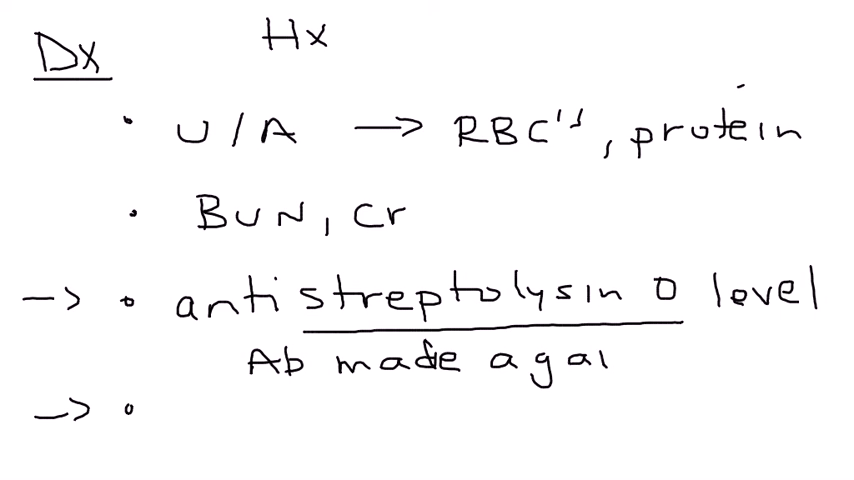 Dx Hx
• U/A → RBC's, protein
• BUN, Cr
→ • antistreptolysin O level
Ab made agai
→ •